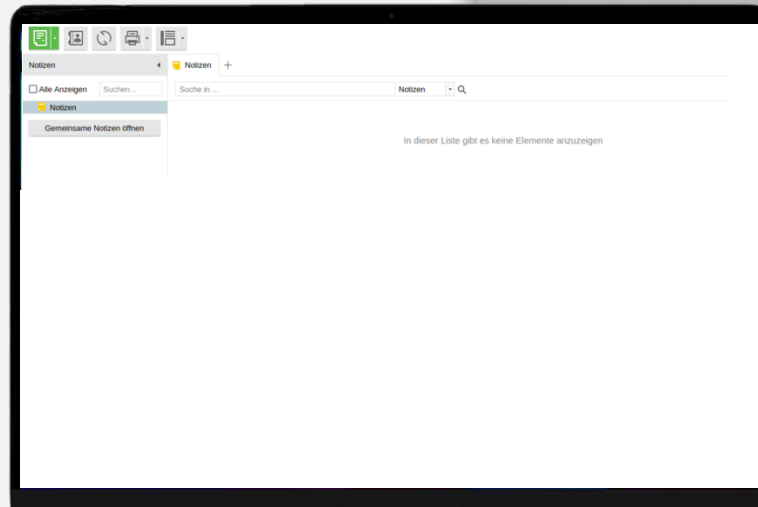 Notizen
Notizen
Alle Anzeigen Suchen...
Suche in ... Notizen
Notizen
Gemeinsame Notizen öffnen
In dieser Liste gibt es keine Elemente anzuzeigen